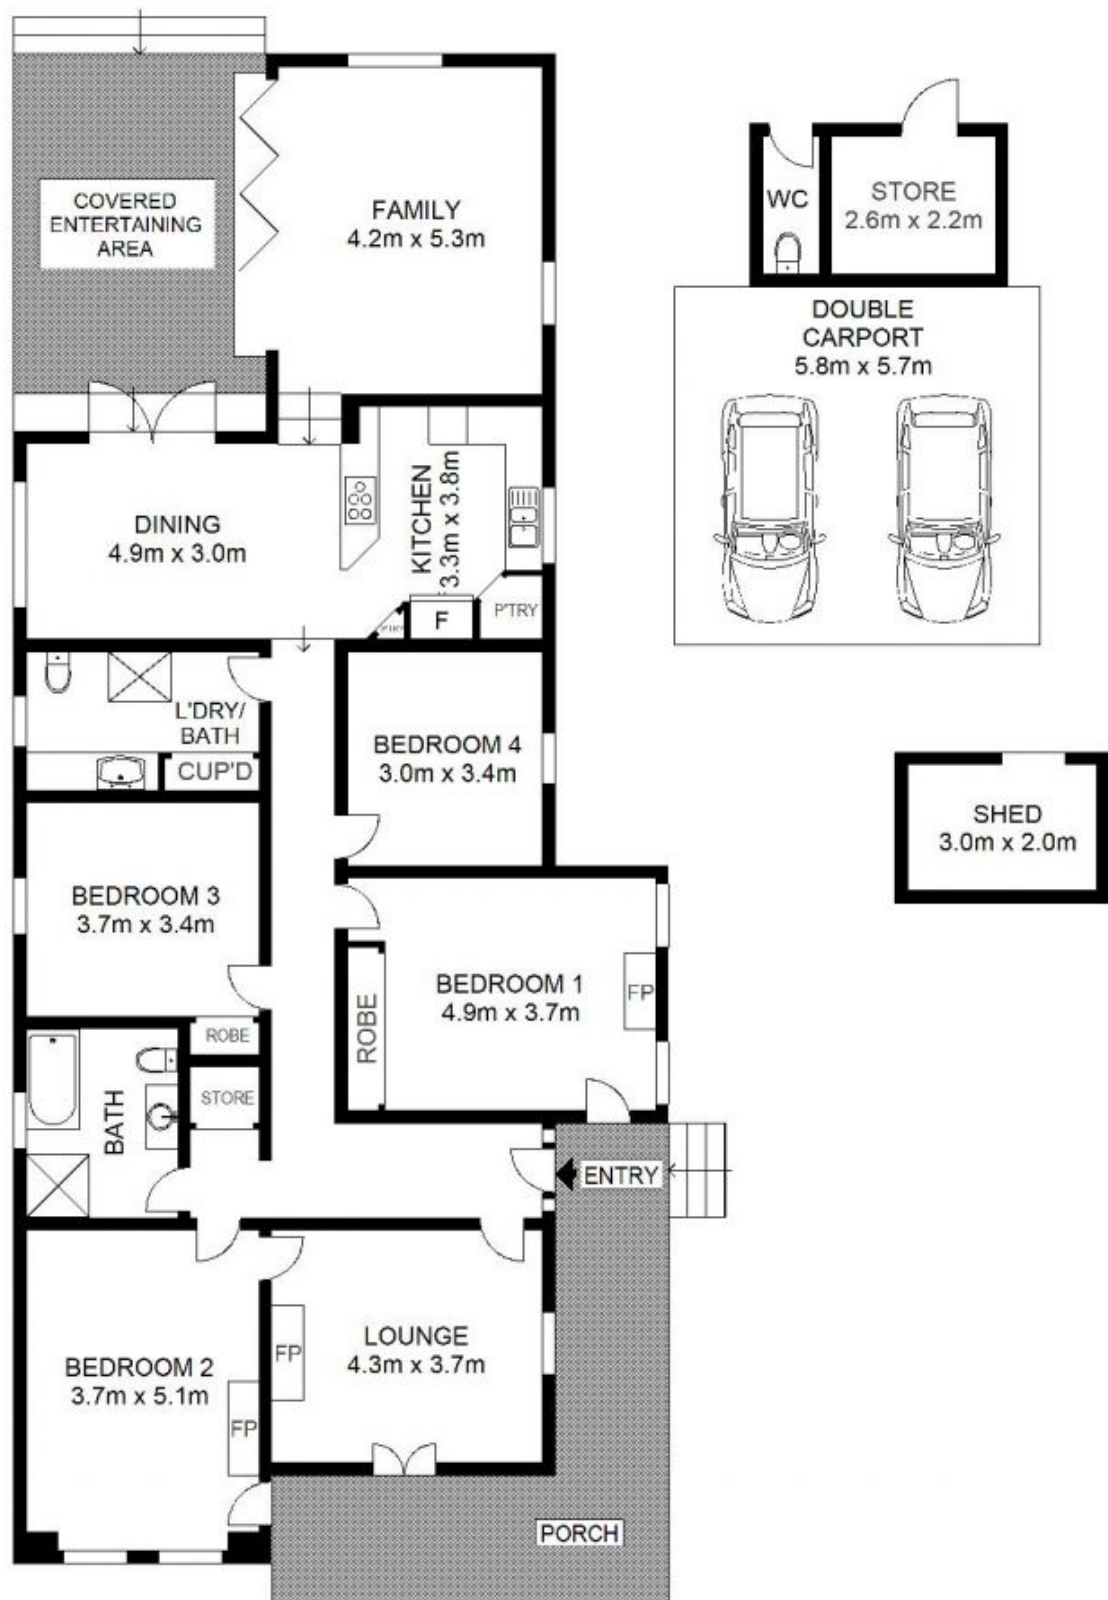 COVERED
ENTERTAINING
AREA
FAMILY
4.2m x 5.3m
WC
STORE
2.6m x 2.2m
DOUBLE
CARPORT
5.8m x 5.7m
DINING
4.9m x 3.0m
KITCHEN
3.3m x 3.8m
P'TRY
F
P'TRY
L'DRY/
BATH
CUP'D
BEDROOM 4
3.0m x 3.4m
SHED
3.0m x 2.0m
BEDROOM 3
3.7m x 3.4m
ROBE
BEDROOM 1
4.9m x 3.7m
FP
ROBE
BATH
STORE
ENTRY
LOUNGE
4.3m x 3.7m
FP
BEDROOM 2
3.7m x 5.1m
FP
PORCH